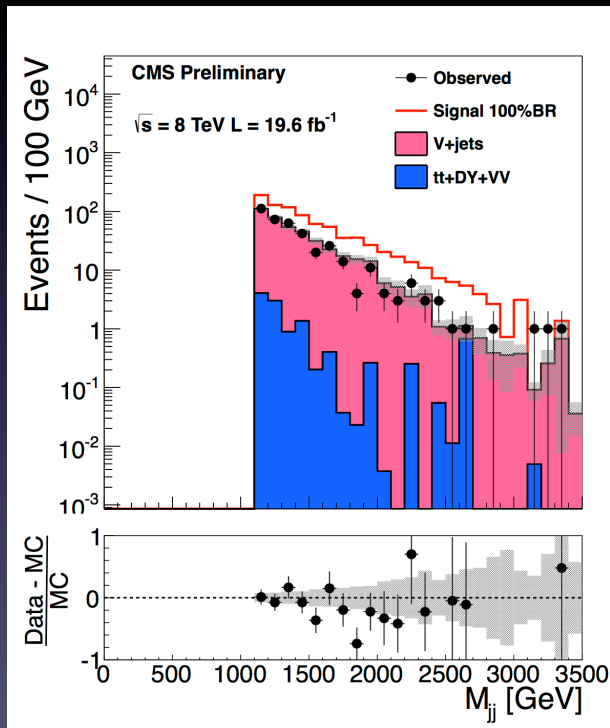 CMS Preliminary
√s = 8 TeV L = 19.6 fb⁻¹
Observed
Signal 100%BR
V+jets
tt+DY+VV
Events / 100 GeV
10⁴
10³
10²
10
1
10⁻¹
10⁻²
10⁻³
Data - MC
MC
1
0
-1
0 500 1000 1500 2000 2500 3000 3500
M_jj [GeV]